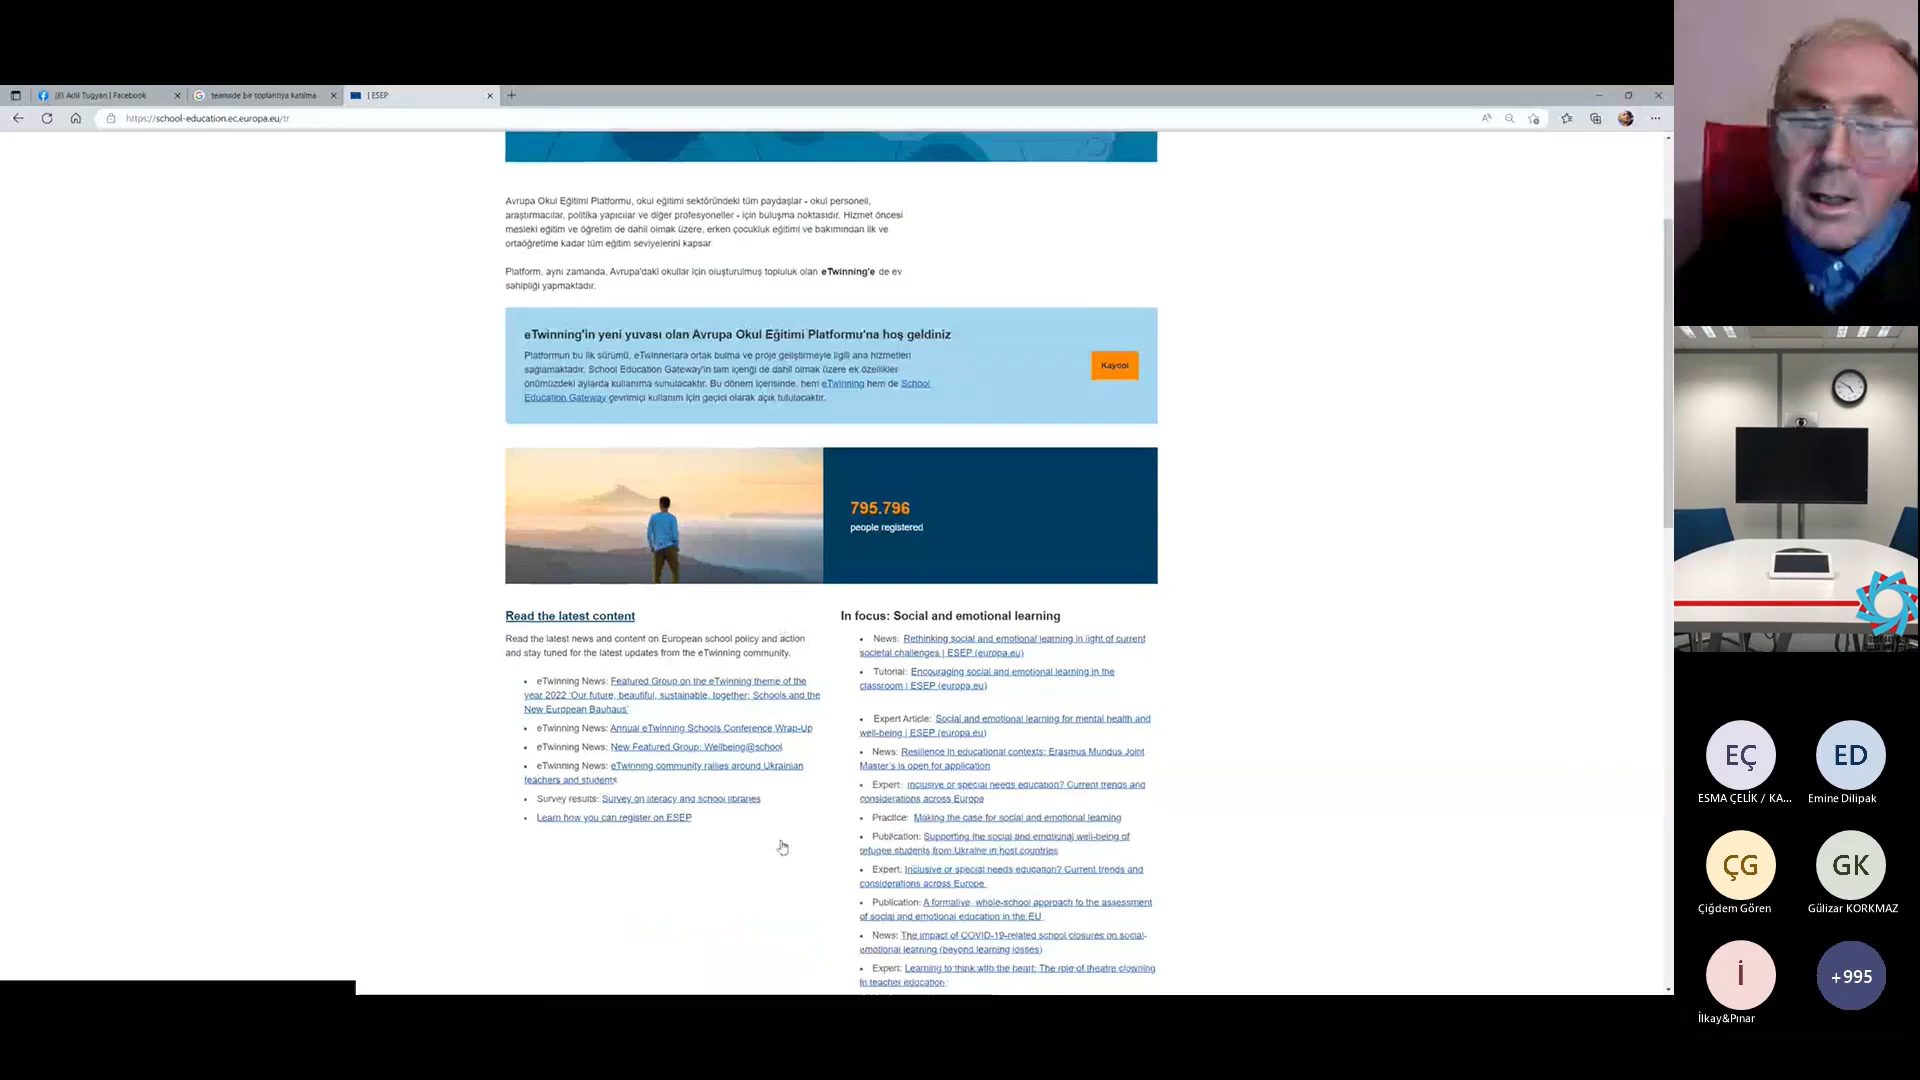 (8) Adil Tugyan | Facebook
teamsde bir toplantıya katılma
| ESEP
https://school-education.ec.europa.eu/tr
Avrupa Okul Eğitimi Platformu, okul eğitimi sektöründeki tüm paydaşlar - okul personeli,
araştırmacılar, politika yapıcılar ve diğer profesyoneller - için buluşma noktasıdır. Hizmet öncesi
mesleki eğitim ve öğretim de dahil olmak üzere, erken çocukluk eğitimi ve bakımından ilk ve
ortaöğretime kadar tüm eğitim seviyelerini kapsar.
Platform, aynı zamanda, Avrupa'daki okullar için oluşturulmuş topluluk olan eTwinning'e de ev
sahipliği yapmaktadır.
eTwinning'in yeni yuvası olan Avrupa Okul Eğitimi Platformu'na hoş geldiniz
Platformun bu ilk sürümü, eTwinnerlara ortak bulma ve proje geliştirmeyle ilgili ana hizmetleri
sağlamaktadır. School Education Gateway'in tam içeriği de dahil olmak üzere ek özellikler
önümüzdeki aylarda kullanıma sunulacaktır. Bu dönem içerisinde, hem eTwinning hem de School
Education Gateway çevrimiçi kullanım için geçici olarak açık tutulacaktır.
Kaydol
795.796
people registered
Read the latest content
Read the latest news and content on European school policy and action
and stay tuned for the latest updates from the eTwinning community.
eTwinning News: Featured Group on the eTwinning theme of the
year 2022 'Our future, beautiful, sustainable, together: Schools and the
New European Bauhaus'
eTwinning News: Annual eTwinning Schools Conference Wrap-Up
eTwinning News: New Featured Group: Wellbeing@school
eTwinning News: eTwinning community rallies around Ukrainian
teachers and students
Survey results: Survey on literacy and school libraries
Learn how you can register on ESEP
In focus: Social and emotional learning
News: Rethinking social and emotional learning in light of current
societal challenges | ESEP (europa.eu)
Tutorial: Encouraging social and emotional learning in the
classroom | ESEP (europa.eu)
Expert Article: Social and emotional learning for mental health and
well-being | ESEP (europa.eu)
News: Resilience in educational contexts: Erasmus Mundus Joint
Master's is open for application
Expert: Inclusive or special needs education? Current trends and
considerations across Europe
Practice: Making the case for social and emotional learning
Publication: Supporting the social and emotional well-being of
refugee students from Ukraine in host countries
Expert: Inclusive or special needs education? Current trends and
considerations across Europe
Publication: A formative, whole-school approach to the assessment
of social and emotional education in the EU
News: The impact of COVID-19-related school closures on social-
emotional learning (beyond learning losses)
Expert: Learning to think with the heart: The role of theatre clowning
in teacher education
EÇ
ESMA ÇELİK / KA...
ED
Emine Dilipak
ÇG
Çiğdem Gören
GK
Gülizar KORKMAZ
İ
İlkay&Pınar
+995